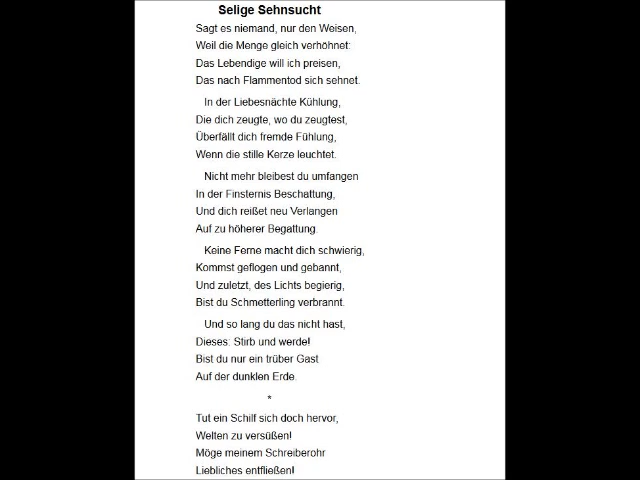 Selige Sehnsucht
Sagt es niemand, nur den Weisen,
Weil die Menge gleich verhöhnet:
Das Lebendige will ich preisen,
Das nach Flammentod sich sehnet.
In der Liebesnächte Kühlung,
Die dich zeugte, wo du zeugtest,
Überfällt dich fremde Fühlung,
Wenn die stille Kerze leuchtet.
Nicht mehr bleibest du umfangen
In der Finsternis Beschattung,
Und dich reißet neu Verlangen
Auf zu höherer Begattung.
Keine Ferne macht dich schwierig,
Kommst geflogen und gebannt,
Und zuletzt, des Lichts begierig,
Bist du Schmetterling verbrannt.
Und so lang du das nicht hast,
Dieses: Stirb und werde!
Bist du nur ein trüber Gast
Auf der dunklen Erde.
*
Tut ein Schilf sich doch hervor,
Welten zu versüßen!
Möge meinem Schreiberohr
Liebliches entfließen!